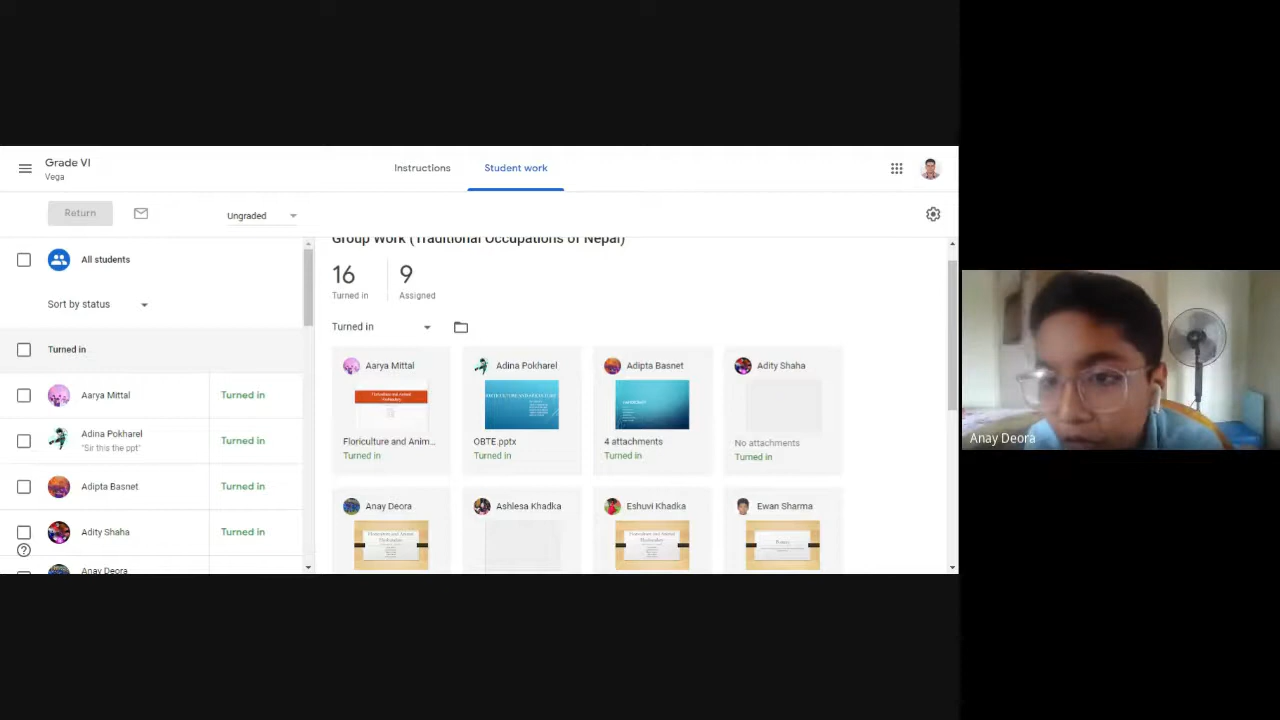 Grade VI
Vega
Instructions
Student work
Return
Ungraded
All students
Sort by status
Turned in
Aarya Mittal
Turned in
Adina Pokharel
"Sir this the ppt"
Turned in
Adipta Basnet
Turned in
Adity Shaha
Turned in
Anay Deora
Group Work (Traditional Occupations of Nepal)
16
Turned in
9
Assigned
Turned in
Aarya Mittal
Floriculture and Anim...
Turned in
Adina Pokharel
OBTE.pptx
Turned in
Adipta Basnet
4 attachments
Turned in
Adity Shaha
No attachments
Turned in
Anay Deora
Ashlesa Khadka
Eshuvi Khadka
Ewan Sharma
Pottery
Anay Deora